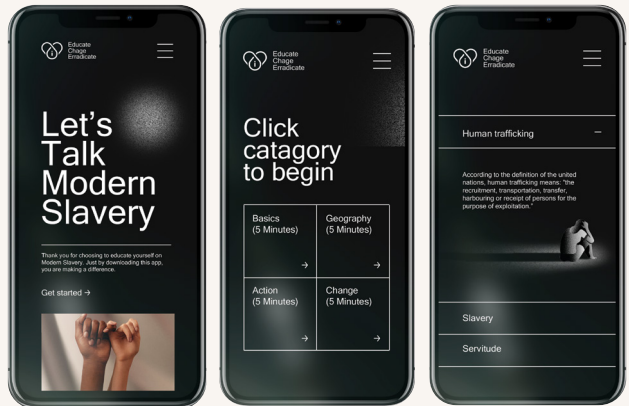 Educate
Chage
Erradicate
Let's
Talk
Modern
Slavery
Thank you for choosing to educate yourself on
Modern Slavery. Just by downloading this app,
you are making a difference.
Get started →
Educate
Chage
Erradicate
Click
catagory
to begin
Basics
(5 Minutes)
→
Geography
(5 Minutes)
→
Action
(5 Minutes)
→
Change
(5 Minutes)
→
Educate
Chage
Erradicate
Human trafficking –
According to the definition of the united
nations, human trafficking means: "the
recruitment, transportation, transfer,
harbouring or receipt of persons for the
purpose of exploitation."
Slavery
Servitude